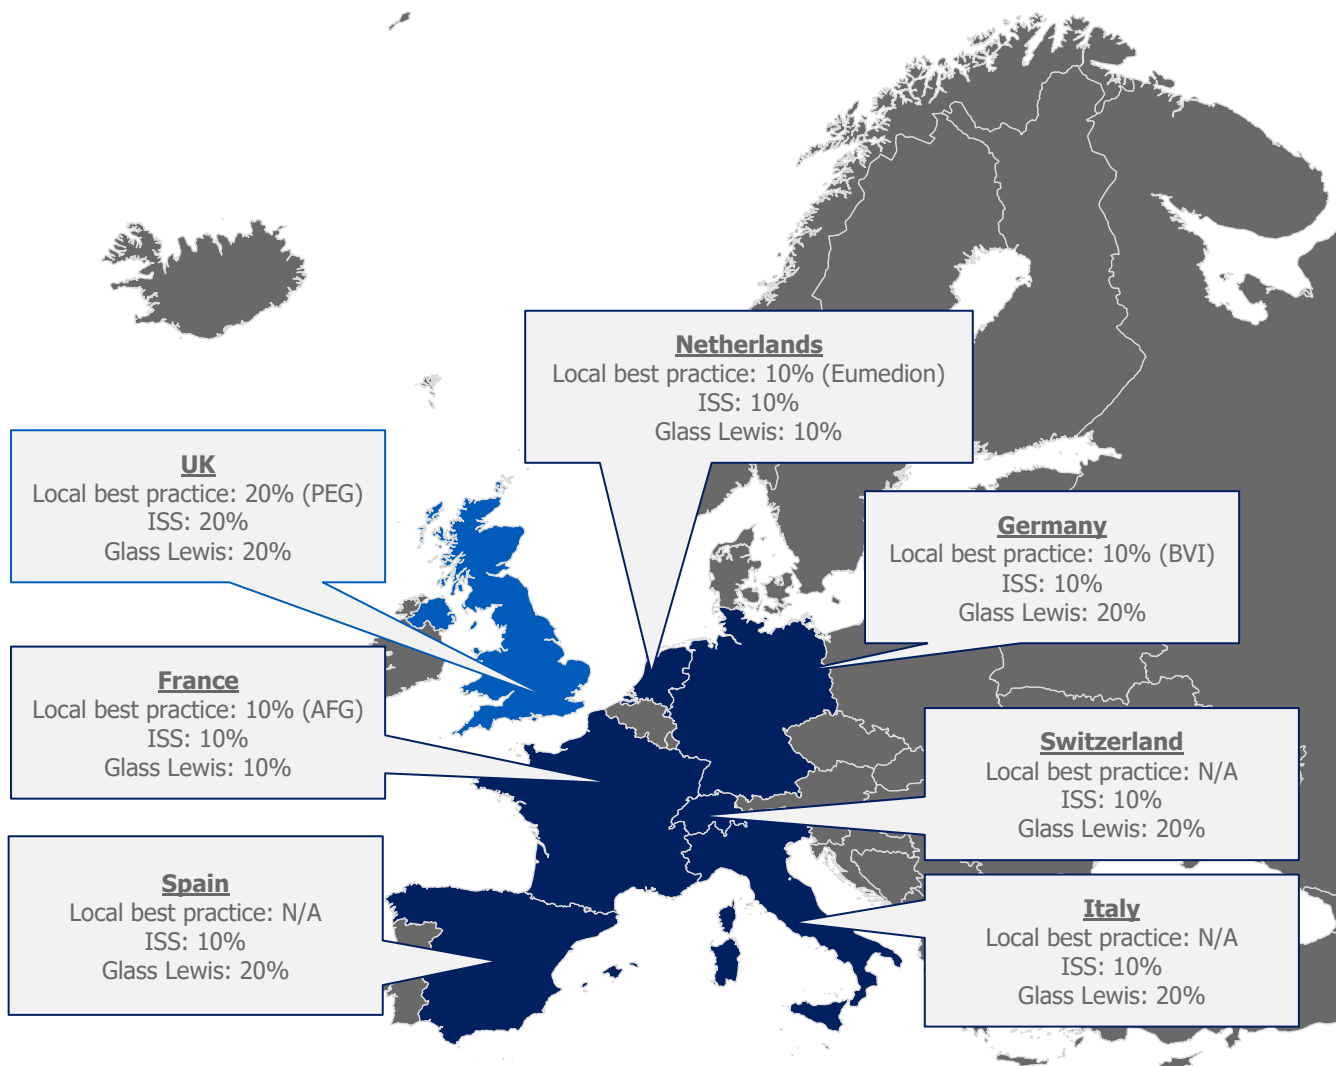 Netherlands
Local best practice: 10% (Eumedion)
ISS: 10%
Glass Lewis: 10%
UK
Local best practice: 20% (PEG)
ISS: 20%
Glass Lewis: 20%
Germany
Local best practice: 10% (BVI)
ISS: 10%
Glass Lewis: 20%
France
Local best practice: 10% (AFG)
ISS: 10%
Glass Lewis: 10%
Switzerland
Local best practice: N/A
ISS: 10%
Glass Lewis: 20%
Spain
Local best practice: N/A
ISS: 10%
Glass Lewis: 20%
Italy
Local best practice: N/A
ISS: 10%
Glass Lewis: 20%